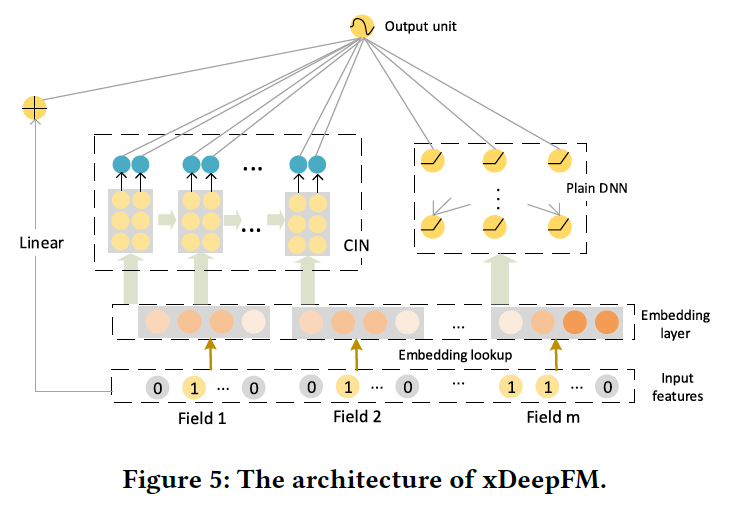 Output unit
Plain DNN
Linear
...
...
CIN
Embedding
layer
...
Embedding lookup
0 1 ... 0 0 1 ... 0 ... 1 1 ... 0
Input
features
Field 1 Field 2 Field m
Figure 5: The architecture of xDeepFM.